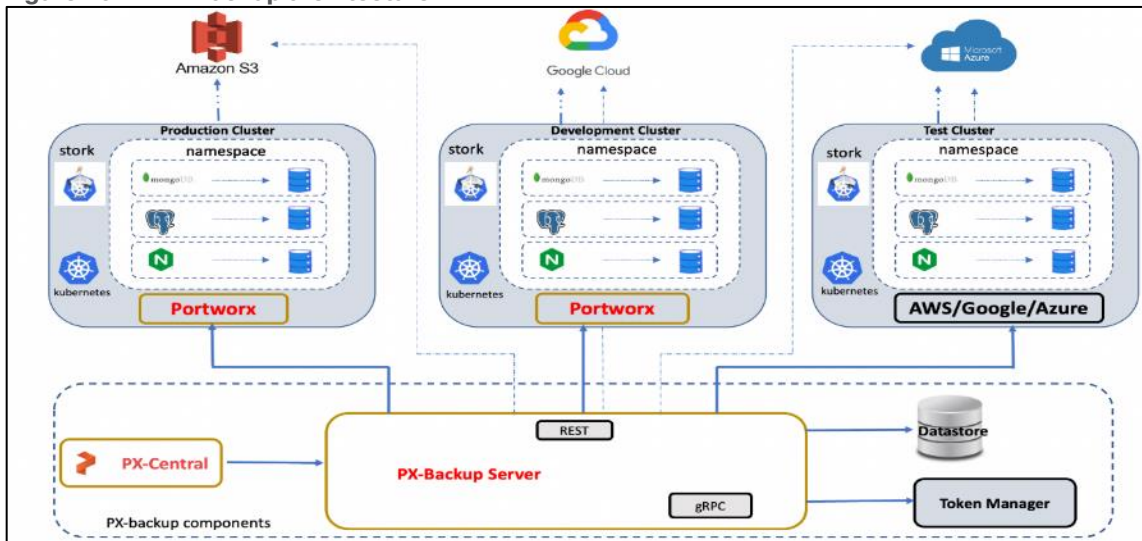 Amazon S3
Google Cloud
Microsoft
Azure
Production Cluster
stork
namespace
mongoDB
N
kubernetes
Portworx
Development Cluster
stork
namespace
mongoDB
N
kubernetes
Portworx
Test Cluster
stork
namespace
mongoDB
N
kubernetes
AWS/Google/Azure
REST
PX-Central
PX-Backup Server
gRPC
Datastore
Token Manager
PX-backup components